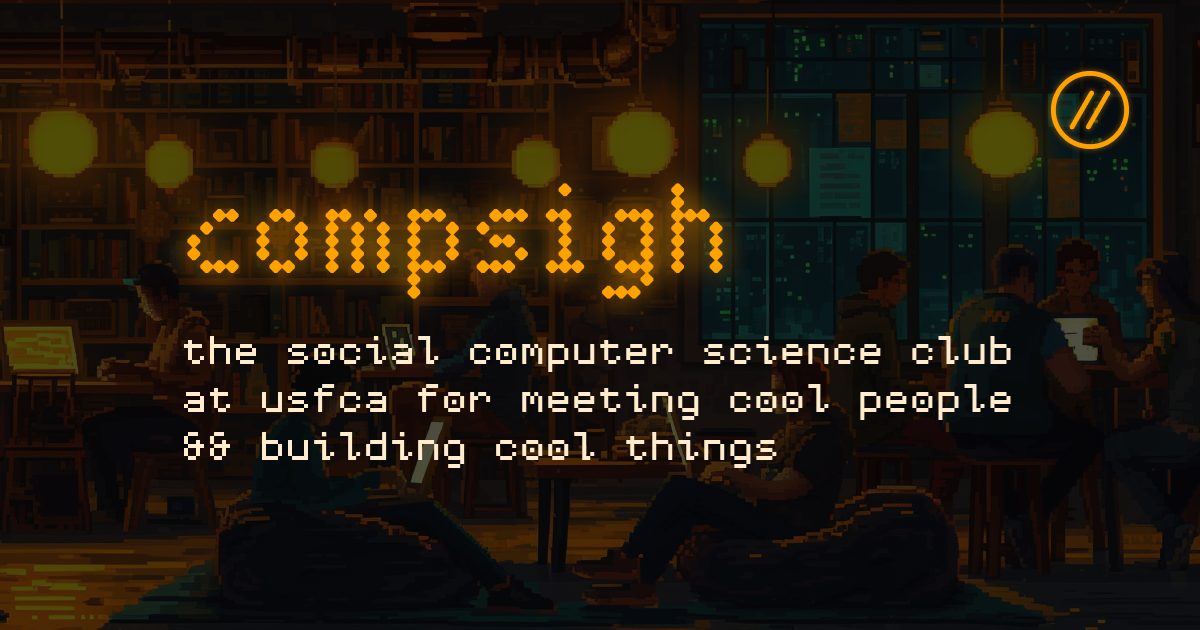 //
compsigh
the social computer science club
at usfca for meeting cool people
&& building cool things